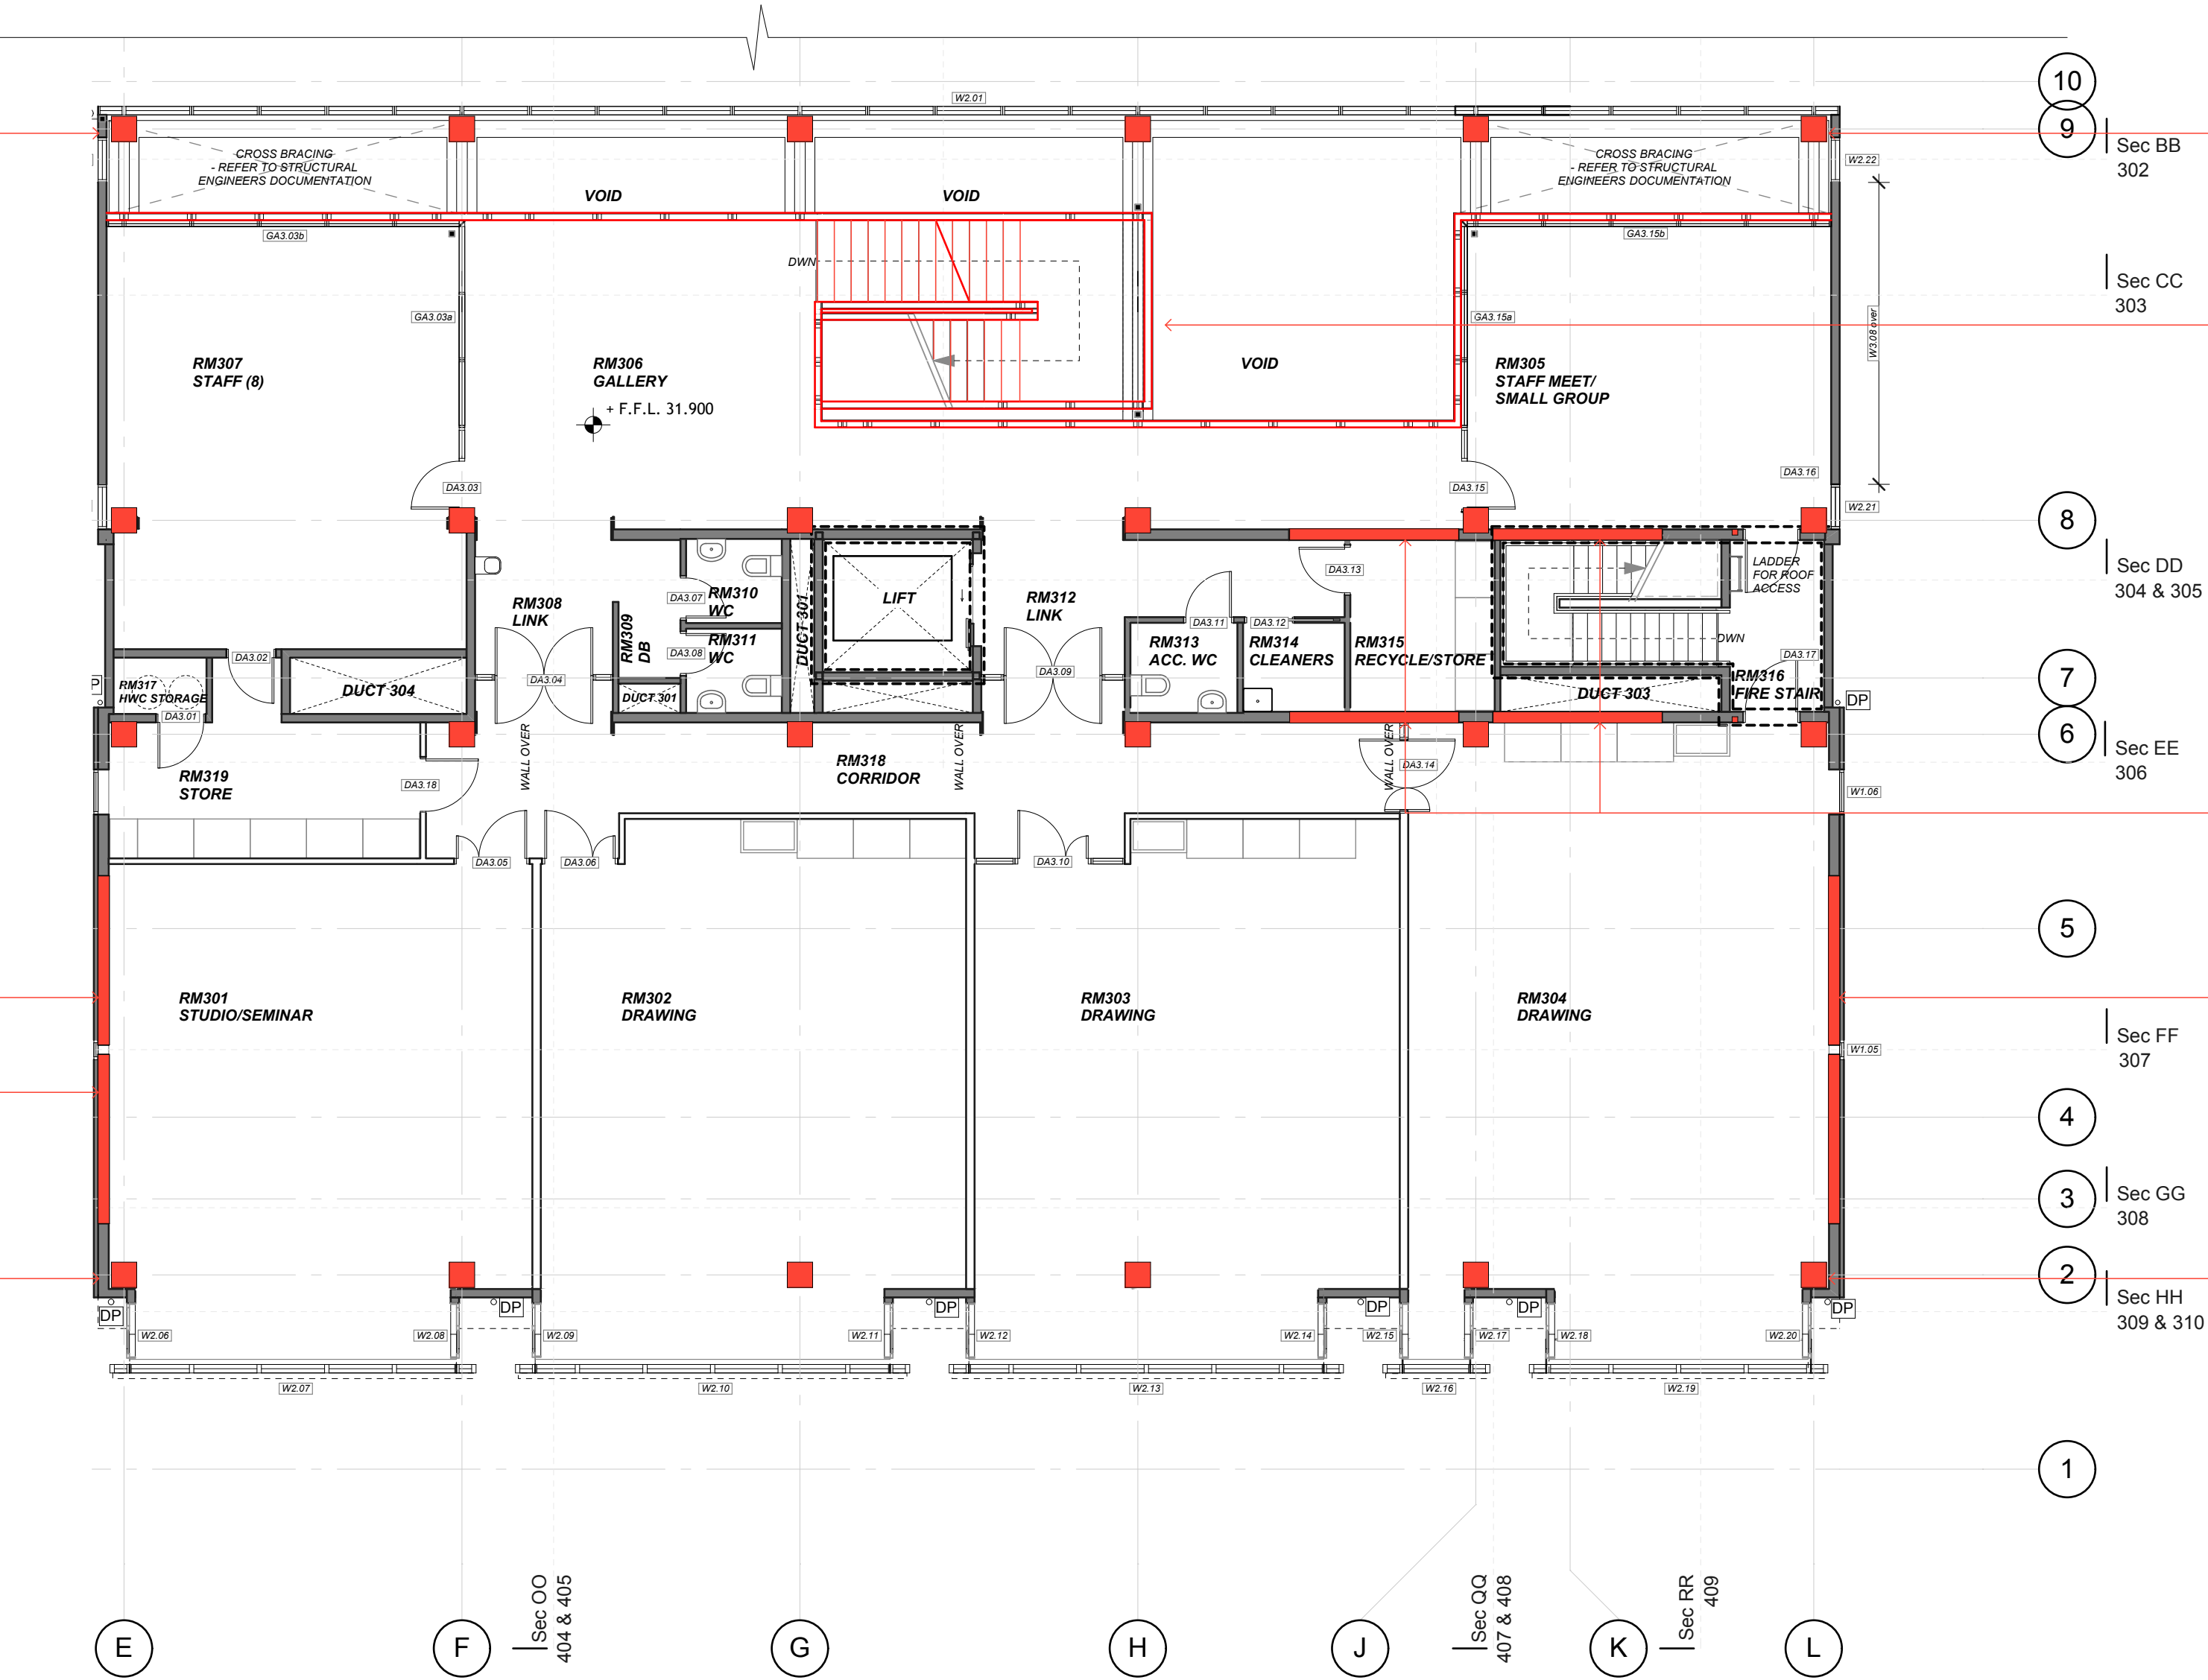 10
W2.01
9
Sec BB
302
CROSS BRACING
- REFER TO STRUCTURAL
ENGINEERS DOCUMENTATION
CROSS BRACING
- REFER TO STRUCTURAL
ENGINEERS DOCUMENTATION
W2.22
VOID
VOID
GA3.03b
GA3.15b
DWN
Sec CC
303
GA3.03a
GA3.15a
W3.08 over
RM307
STAFF (8)
RM306
GALLERY
+ F.F.L. 31.900
VOID
RM305
STAFF MEET/
SMALL GROUP
DA3.03
DA3.15
DA3.16
W2.21
8
Sec DD
304 & 305
DA3.13
LADDER
FOR ROOF
ACCESS
RM308
LINK
RM309
DB
DA3.07
RM310
WC
DUCT 301
LIFT
RM312
LINK
DA3.11
DA3.12
DWN
DA3.08
RM311
WC
RM313
ACC. WC
RM314
CLEANERS
RM315
RECYCLE/STORE
DA3.02
DA3.17
RM317
HWC STORAGE
DUCT 304
DA3.04
DUCT 301
DA3.09
DUCT 303
RM316
FIRE STAIR
7
DP
DA3.01
6
Sec EE
306
WALL OVER
RM318
CORRIDOR
WALL OVER
WALL OVER
DA3.14
RM319
STORE
DA3.18
W1.06
DA3.05
DA3.06
DA3.10
5
RM301
STUDIO/SEMINAR
RM302
DRAWING
RM303
DRAWING
RM304
DRAWING
W1.05
Sec FF
307
4
3
Sec GG
308
2
Sec HH
309 & 310
DP
DP
DP
DP
DP
DP
W2.06
W2.08
W2.09
W2.11
W2.12
W2.14
W2.15
W2.17
W2.18
W2.20
W2.07
W2.10
W2.13
W2.16
W2.19
1
Sec OO
404 & 405
Sec QQ
407 & 408
Sec RR
409
E
F
G
H
J
K
L